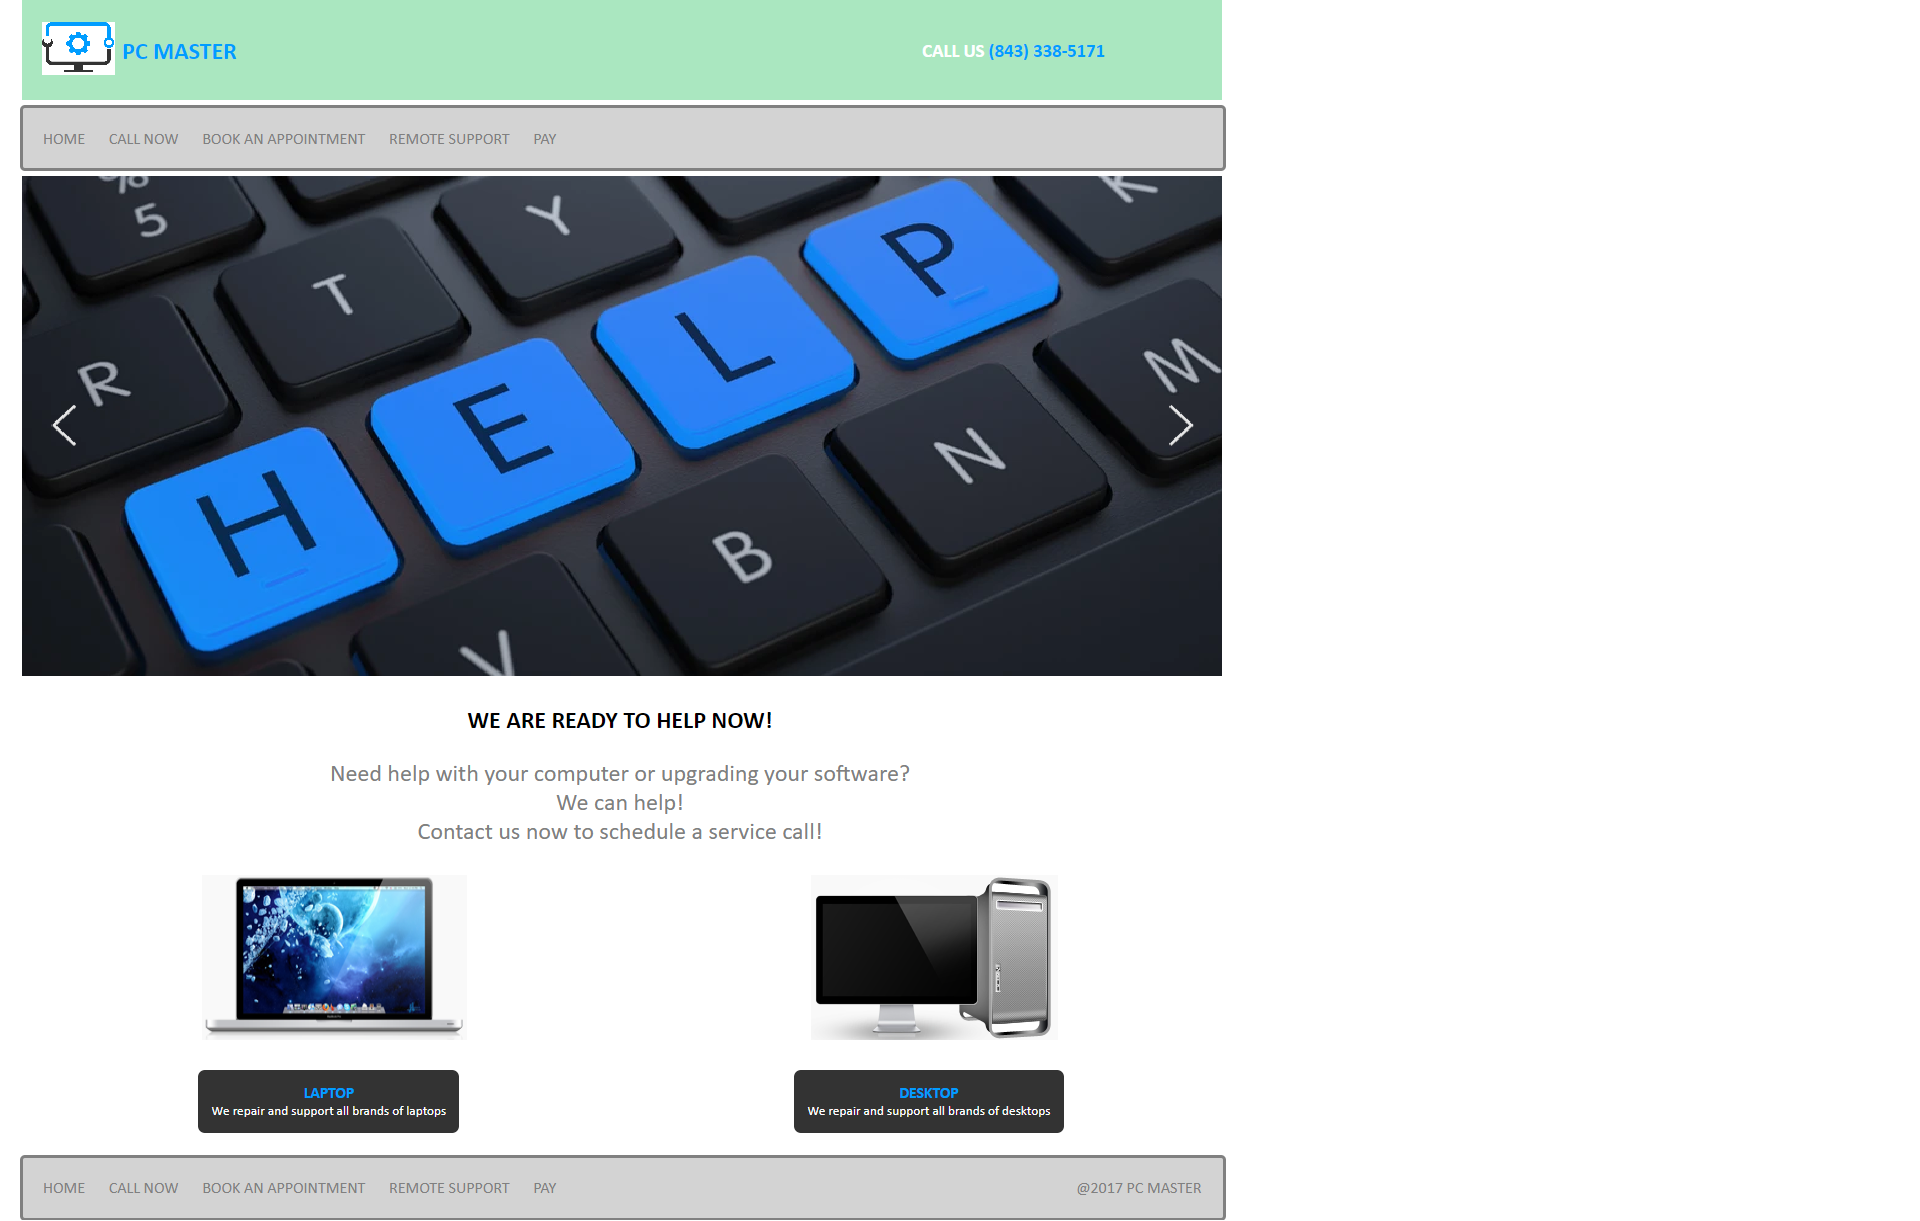 PC MASTER
CALL US (843) 338-5171
HOME CALL NOW BOOK AN APPOINTMENT REMOTE SUPPORT PAY
%
5
T
Y
P
K
R
L
M
H
E
N
V
B
WE ARE READY TO HELP NOW!
Need help with your computer or upgrading your software?
We can help!
Contact us now to schedule a service call!
LAPTOP
We repair and support all brands of laptops
DESKTOP
We repair and support all brands of desktops
HOME CALL NOW BOOK AN APPOINTMENT REMOTE SUPPORT PAY
@2017 PC MASTER